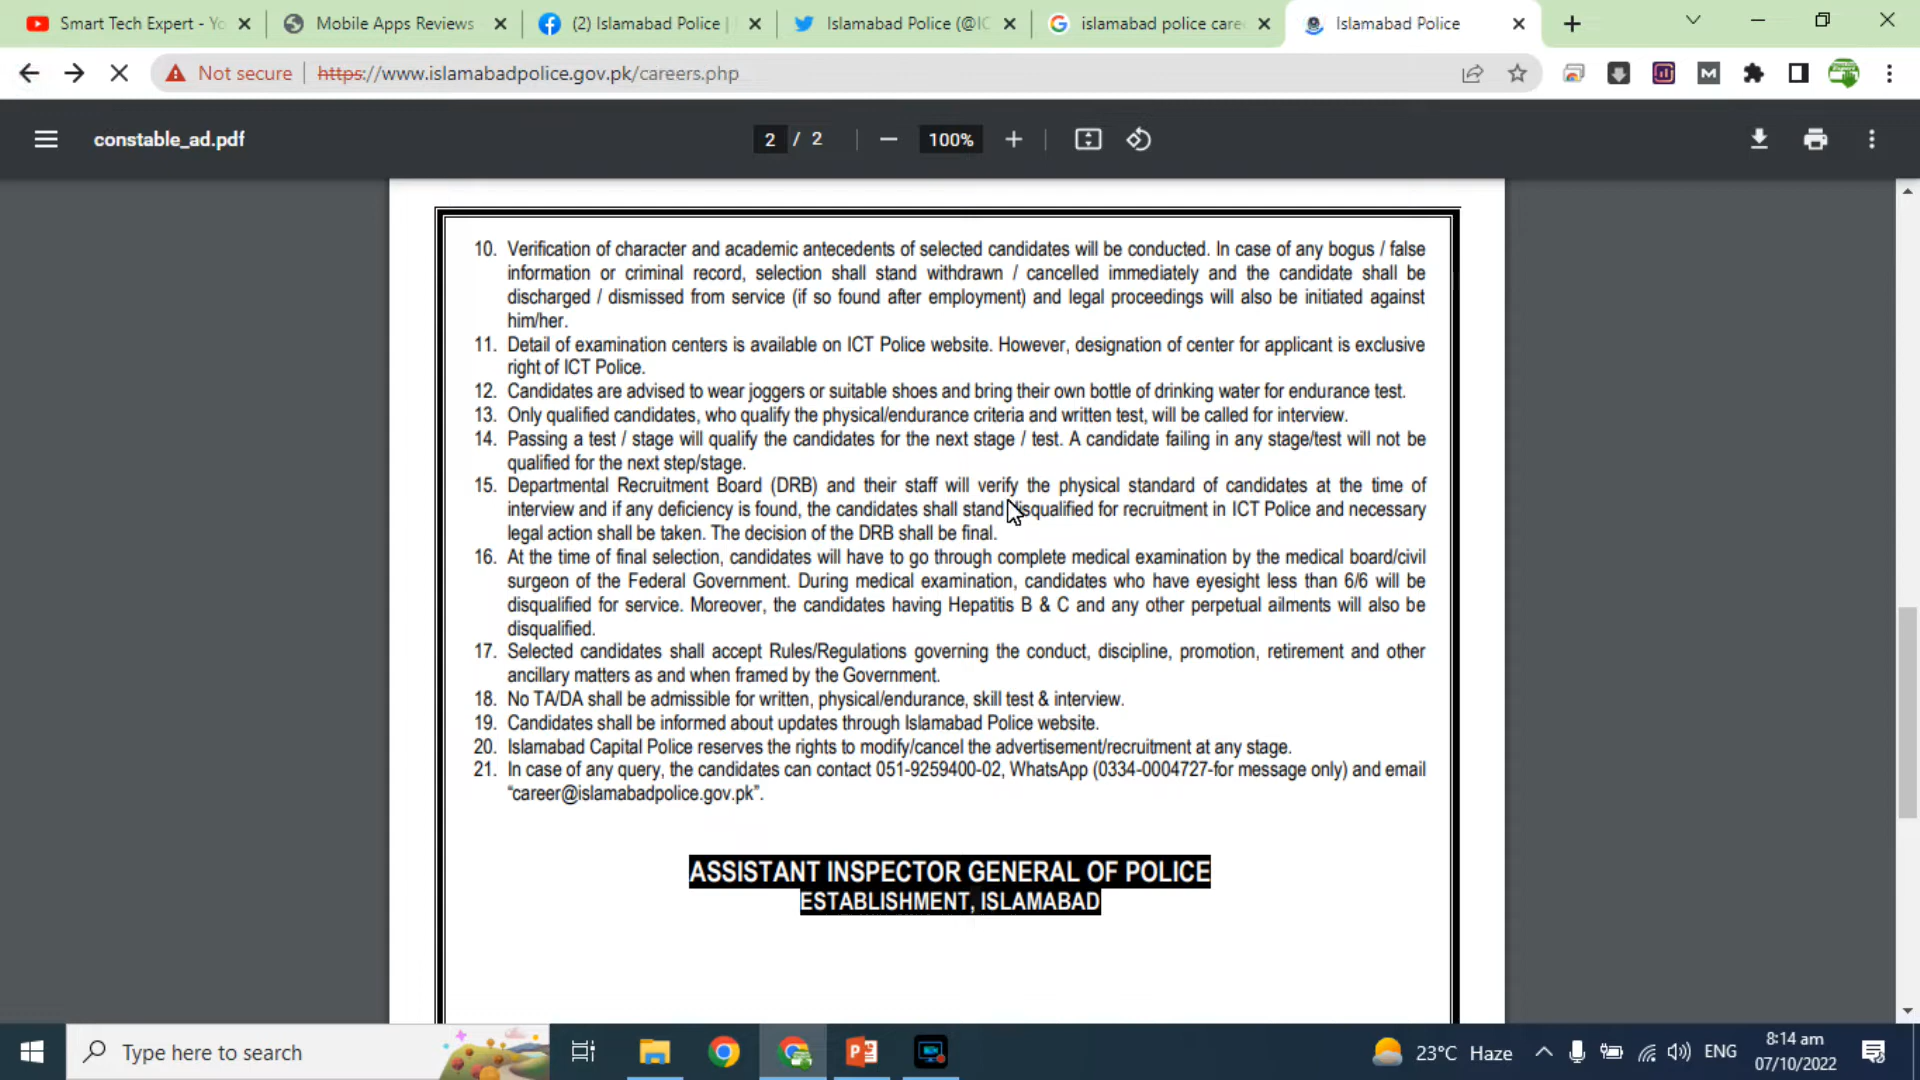 Smart Tech Expert - Yo
Mobile Apps Reviews
(2) Islamabad Police |
Islamabad Police (@IC
islamabad police care
Islamabad Police
Not secure
https://www.islamabadpolice.gov.pk/careers.php
constable_ad.pdf
2 / 2
100%
10. Verification of character and academic antecedents of selected candidates will be conducted. In case of any bogus / false
information or criminal record, selection shall stand withdrawn / cancelled immediately and the candidate shall be
discharged / dismissed from service (if so found after employment) and legal proceedings will also be initiated against
him/her.
11. Detail of examination centers is available on ICT Police website. However, designation of center for applicant is exclusive
right of ICT Police.
12. Candidates are advised to wear joggers or suitable shoes and bring their own bottle of drinking water for endurance test.
13. Only qualified candidates, who qualify the physical/endurance criteria and written test, will be called for interview.
14. Passing a test / stage will qualify the candidates for the next stage / test. A candidate failing in any stage/test will not be
qualified for the next step/stage.
15. Departmental Recruitment Board (DRB) and their staff will verify the physical standard of candidates at the time of
interview and if any deficiency is found, the candidates shall stand disqualified for recruitment in ICT Police and necessary
legal action shall be taken. The decision of the DRB shall be final.
16. At the time of final selection, candidates will have to go through complete medical examination by the medical board/civil
surgeon of the Federal Government. During medical examination, candidates who have eyesight less than 6/6 will be
disqualified for service. Moreover, the candidates having Hepatitis B & C and any other perpetual ailments will also be
disqualified.
17. Selected candidates shall accept Rules/Regulations governing the conduct, discipline, promotion, retirement and other
ancillary matters as and when framed by the Government.
18. No TA/DA shall be admissible for written, physical/endurance, skill test & interview.
19. Candidates shall be informed about updates through Islamabad Police website.
20. Islamabad Capital Police reserves the rights to modify/cancel the advertisement/recruitment at any stage.
21. In case of any query, the candidates can contact 051-9259400-02, WhatsApp (0334-0004727-for message only) and email
“career@islamabadpolice.gov.pk”.
ASSISTANT INSPECTOR GENERAL OF POLICE
ESTABLISHMENT, ISLAMABAD
Type here to search
23°C Haze
ENG
8:14 am
07/10/2022